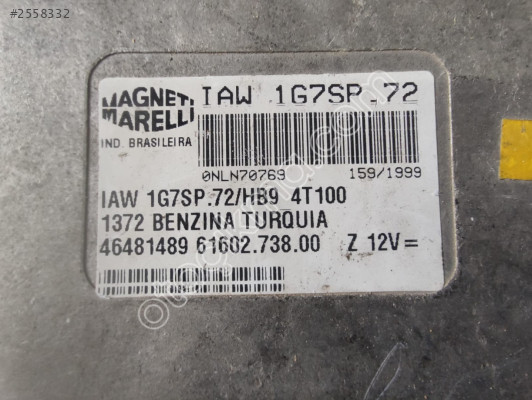 #2558332
MAGNETI MARELLI
IAW 1G7SP.72
IND. BRASILEIRA
0NLN70769 159/1999
IAW 1G7SP.72/HB9 4T100
1372 BENZINA TURQUIA
46481489 61602.738.00 Z 12V=